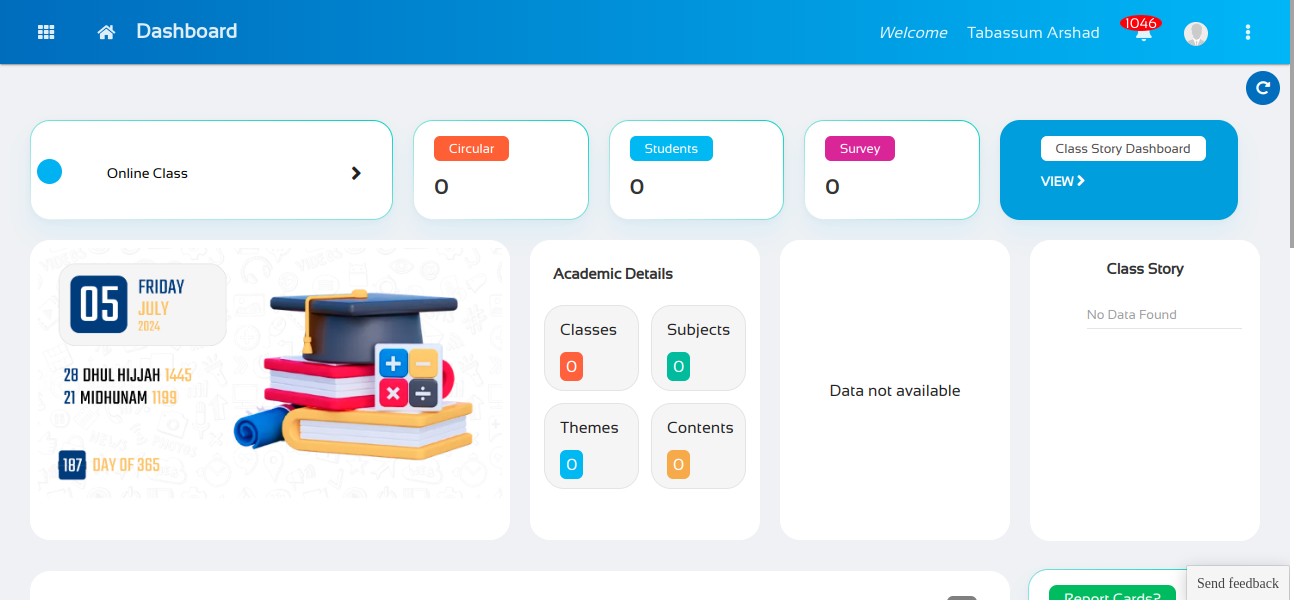 Dashboard
Welcome Tabassum Arshad
1046
Online Class
Circular
0
Students
0
Survey
0
Class Story Dashboard
VIEW
05 FRIDAY
JULY
2024
28 DHUL HIJJAH 1445
21 MIDHUNAM 1199
187 DAY OF 365
Academic Details
Classes
0
Subjects
0
Themes
0
Contents
0
Data not available
Class Story
No Data Found
Report Cards?
Send feedback